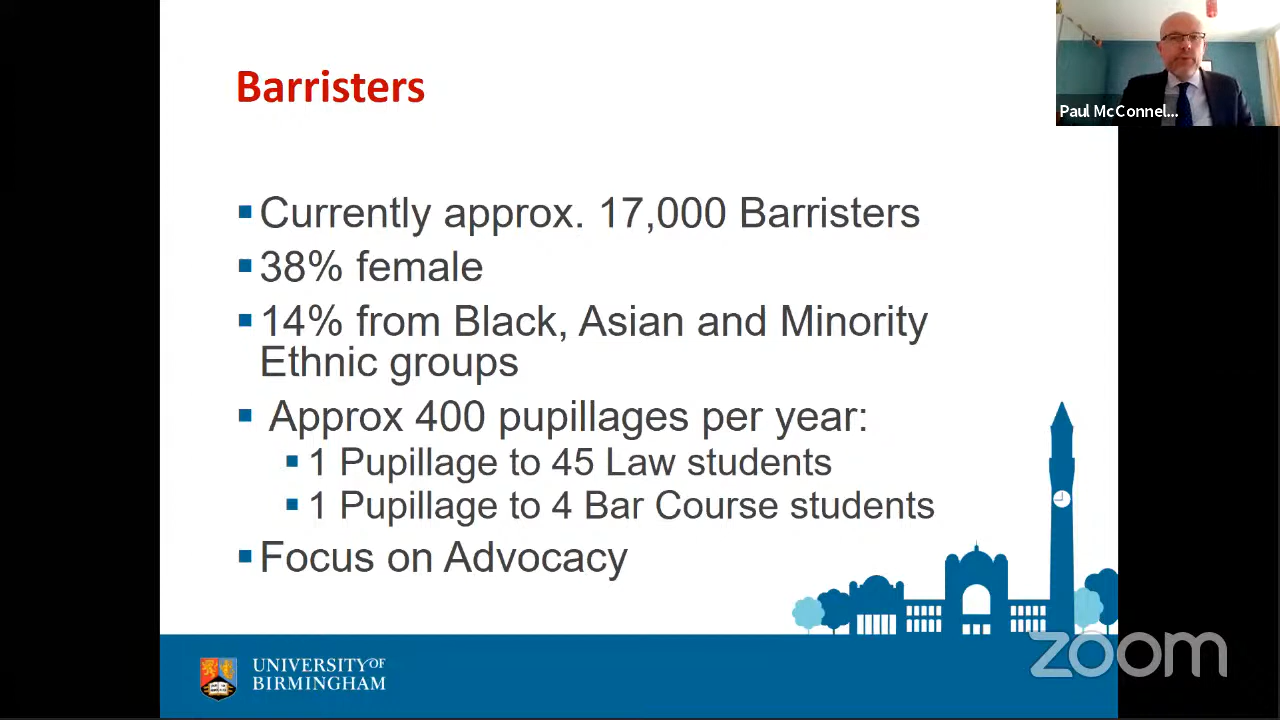 Barristers
Paul McConnel...
▪Currently approx. 17,000 Barristers
▪38% female
▪14% from Black, Asian and Minority
Ethnic groups
▪ Approx 400 pupillages per year:
▪1 Pupillage to 45 Law students
▪1 Pupillage to 4 Bar Course students
▪Focus on Advocacy
UNIVERSITY OF
BIRMINGHAM
zoom